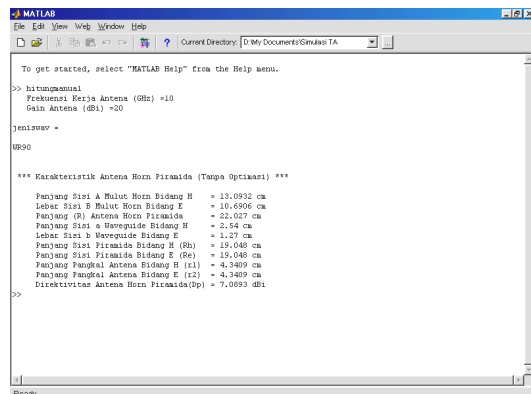 MATLAB
File Edit View Web Window Help
Current Directory: D:\My Documents\Simulasi TA
To get started, select "MATLAB Help" from the Help menu.
>> hitungmanual
Frekuensi Kerja Antena (GHz) =10
Gain Antena (dBi) =20
jeniswav =
WR90
*** Karakteristik Antena Horn Piramida (Tanpa Optimasi) ***
Panjang Sisi A Mulut Horn Bidang H = 13.0932 cm
Lebar Sisi B Mulut Horn Bidang E = 10.6906 cm
Panjang (R) Antena Horn Piramida = 22.027 cm
Panjang Sisi a Waveguide Bidang H = 2.54 cm
Lebar Sisi b Waveguide Bidang E = 1.27 cm
Panjang Sisi Piramida Bidang H (Rh) = 19.048 cm
Panjang Sisi Piramida Bidang E (Re) = 19.048 cm
Panjang Pangkal Antena Bidang H (r1) = 4.3409 cm
Panjang Pangkal Antena Bidang E (r2) = 4.3409 cm
Direktivitas Antena Horn Piramida(Dp) = 7.0893 dBi
>>
Ready